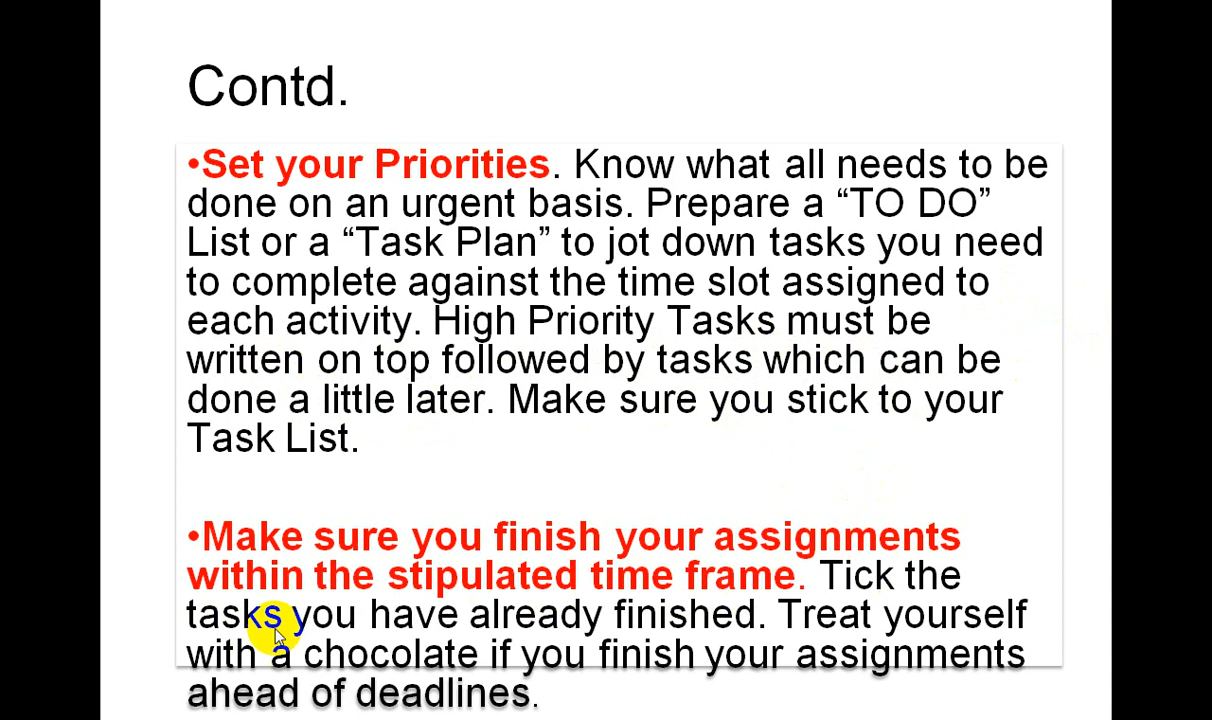 Contd.
•Set your Priorities. Know what all needs to be
done on an urgent basis. Prepare a “TO DO”
List or a “Task Plan” to jot down tasks you need
to complete against the time slot assigned to
each activity. High Priority Tasks must be
written on top followed by tasks which can be
done a little later. Make sure you stick to your
Task List.
•Make sure you finish your assignments
within the stipulated time frame. Tick the
tasks you have already finished. Treat yourself
with a chocolate if you finish your assignments
ahead of deadlines.